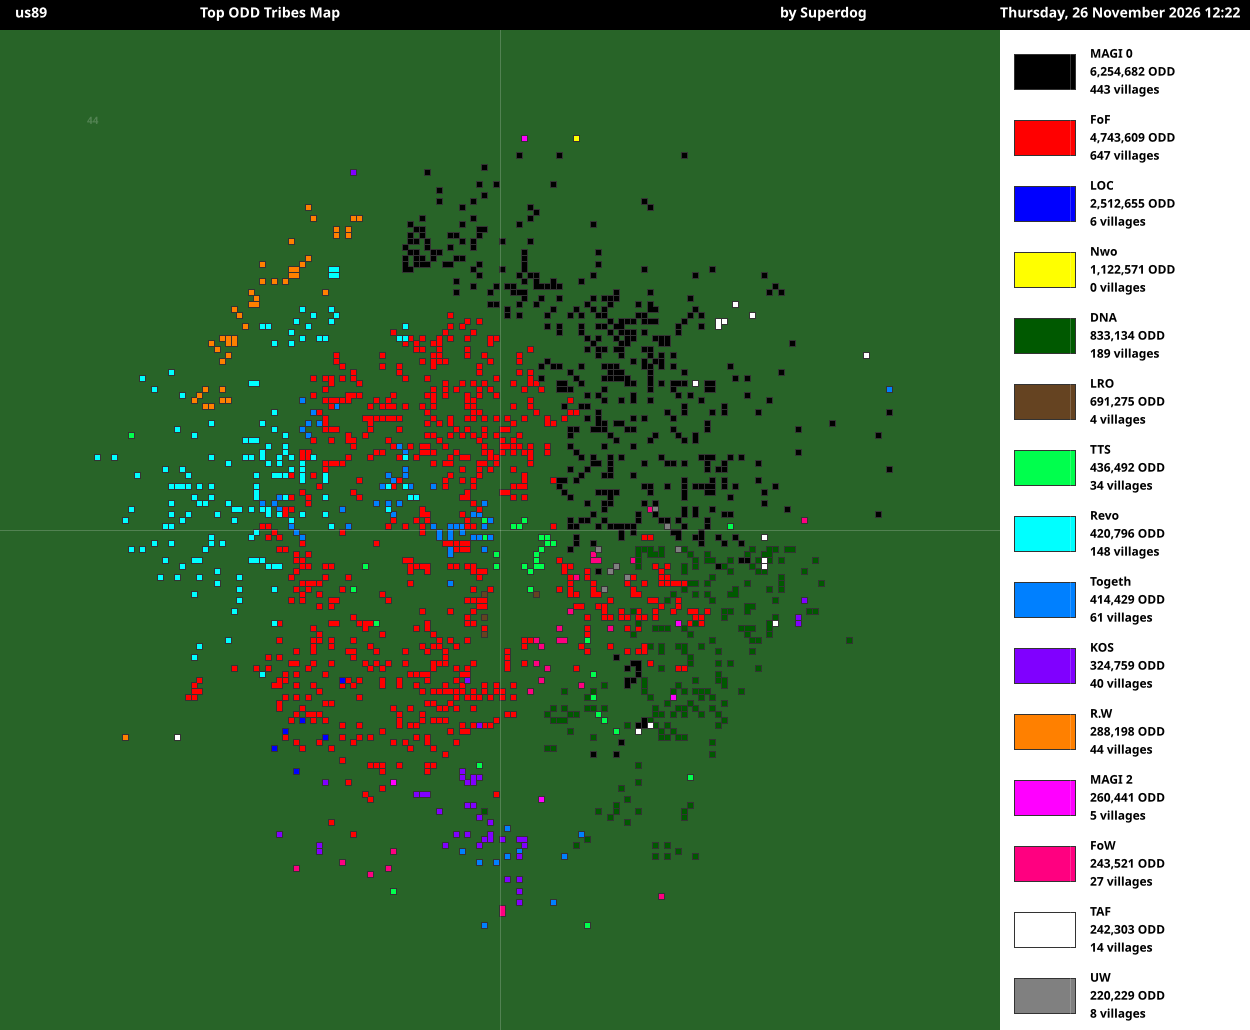 us89 Top ODD Tribes Map by Superdog Thursday, 26 November 2026 12:22
44
MAGI 0
6,254,682 ODD
443 villages
FoF
4,743,609 ODD
647 villages
LOC
2,512,655 ODD
6 villages
Nwo
1,122,571 ODD
0 villages
DNA
833,134 ODD
189 villages
LRO
691,275 ODD
4 villages
TTS
436,492 ODD
34 villages
Revo
420,796 ODD
148 villages
Togeth
414,429 ODD
61 villages
KOS
324,759 ODD
40 villages
R.W
288,198 ODD
44 villages
MAGI 2
260,441 ODD
5 villages
FoW
243,521 ODD
27 villages
TAF
242,303 ODD
14 villages
UW
220,229 ODD
8 villages